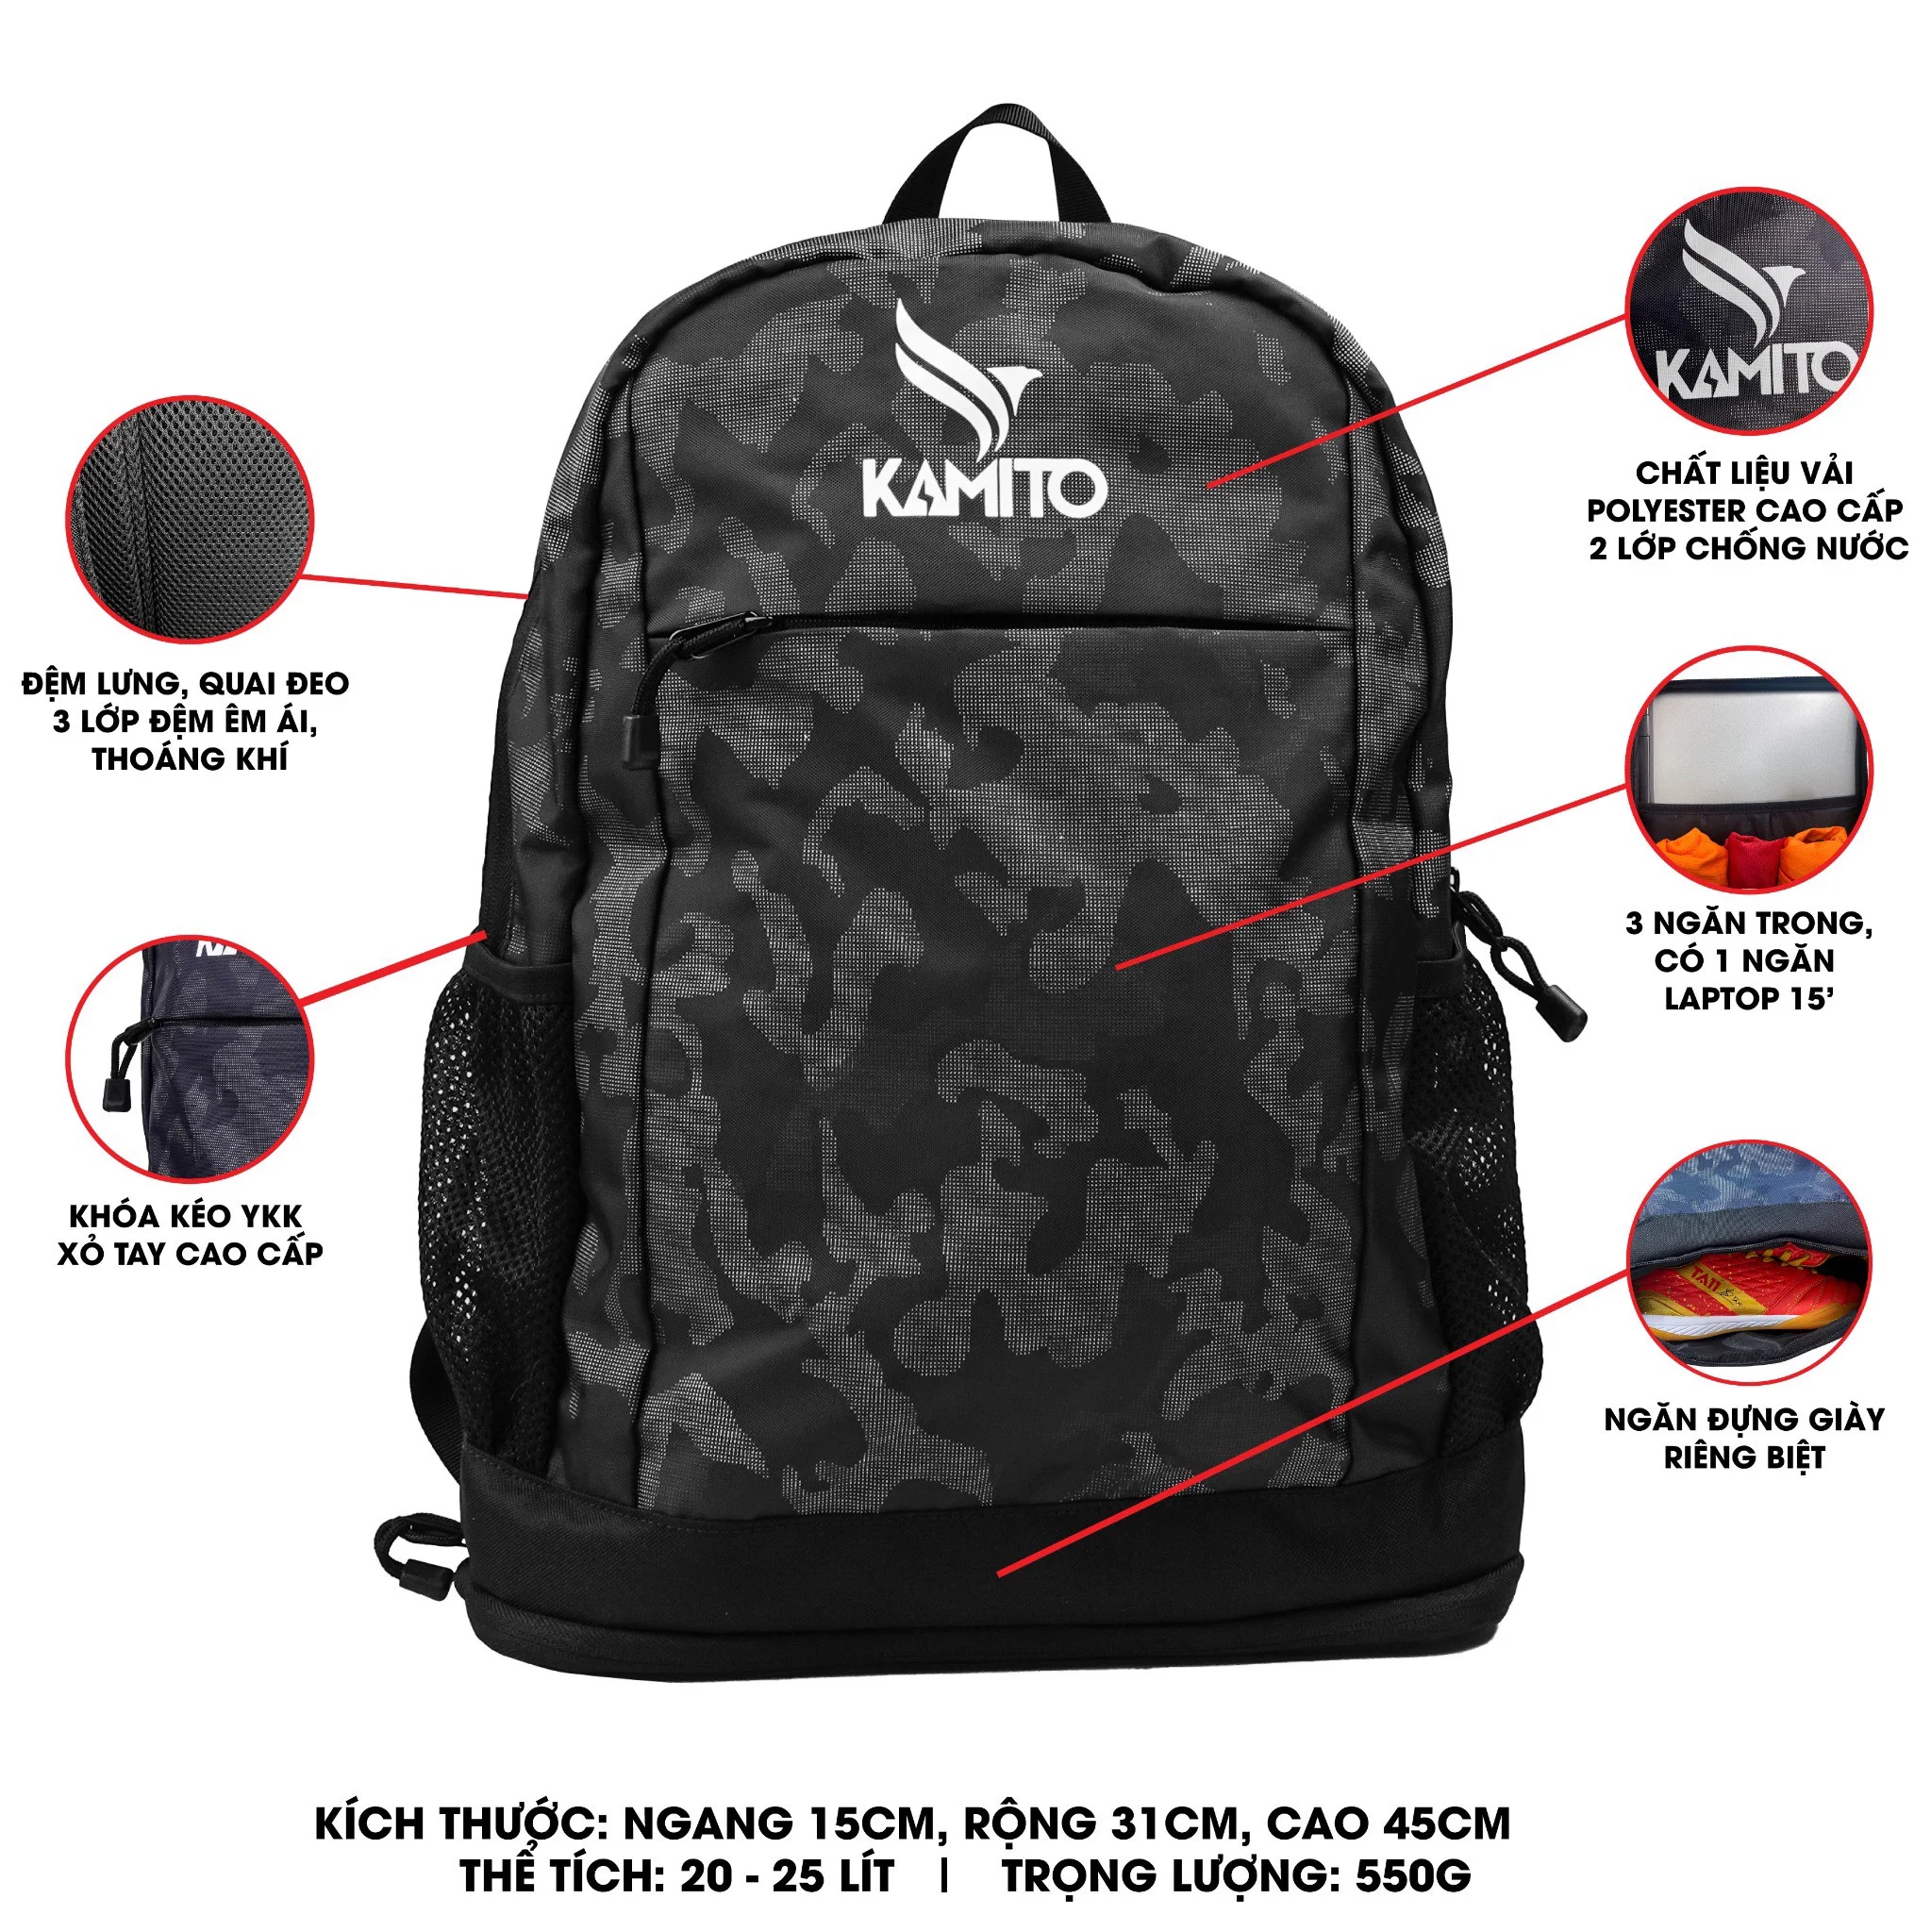 KAMITO
KAMITO
CHẤT LIỆU VẢI
POLYESTER CAO CẤP
2 LỚP CHỐNG NƯỚC
ĐỆM LƯNG, QUAI ĐEO
3 LỚP ĐỆM ÊM ÁI,
THOÁNG KHÍ
3 NGĂN TRONG,
CÓ 1 NGĂN
LAPTOP 15’
KHÓA KÉO YKK
XỎ TAY CAO CẤP
TA11
NGĂN ĐỰNG GIÀY
RIÊNG BIỆT
KÍCH THƯỚC: NGANG 15CM, RỘNG 31CM, CAO 45CM
THỂ TÍCH: 20 - 25 LÍT | TRỌNG LƯỢNG: 550G